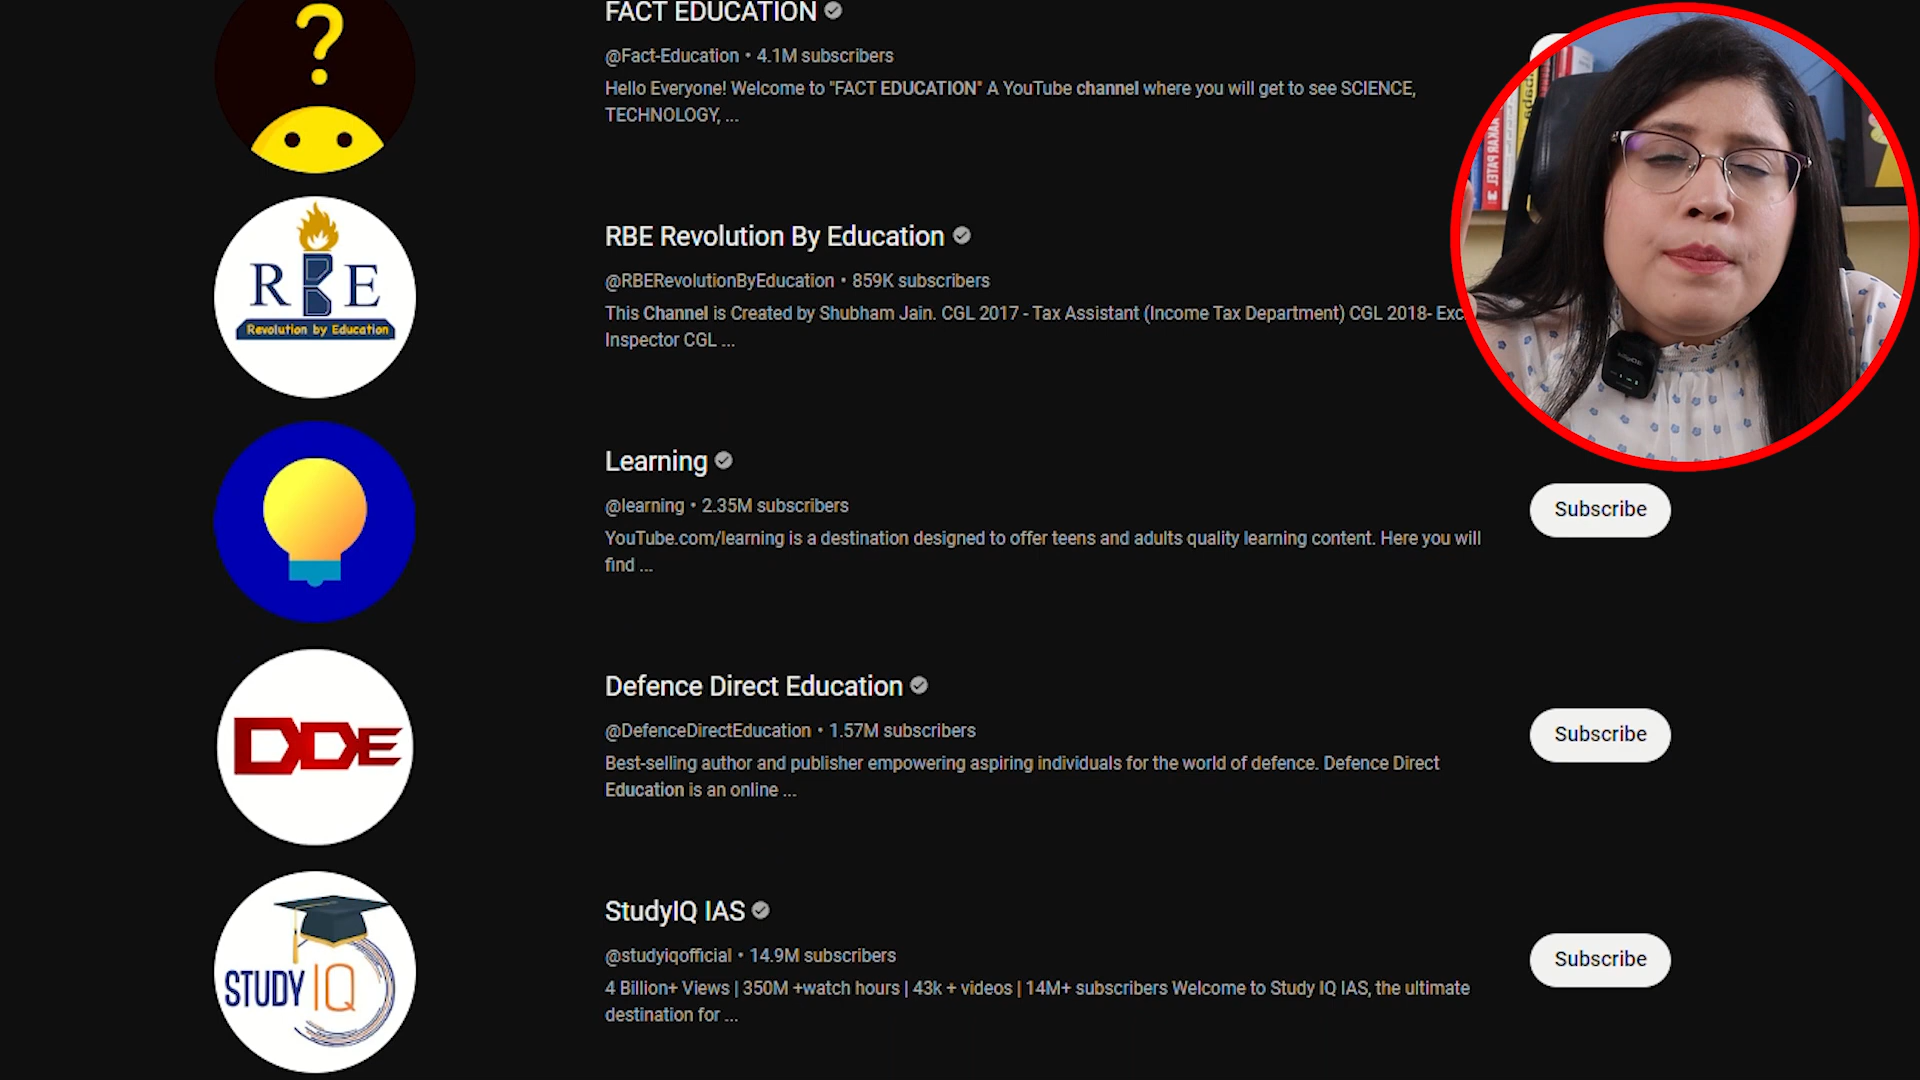 FACT EDUCATION
@Fact-Education • 4.1M subscribers
Hello Everyone! Welcome to "FACT EDUCATION" A YouTube channel where you will get to see SCIENCE,
TECHNOLOGY, ...
RBE
Revolution by Education
RBE Revolution By Education
@RBERevolutionByEducation • 859K subscribers
This Channel is Created by Shubham Jain. CGL 2017 - Tax Assistant (Income Tax Department) CGL 2018- Exc
Inspector CGL ...
AAKAR PATEL
Learning
@learning • 2.35M subscribers
YouTube.com/learning is a destination designed to offer teens and adults quality learning content. Here you will
find ...
Subscribe
DDE
Defence Direct Education
@DefenceDirectEducation • 1.57M subscribers
Best-selling author and publisher empowering aspiring individuals for the world of defence. Defence Direct
Education is an online ...
Subscribe
STUDY IQ
StudyIQ IAS
@studyiqofficial • 14.9M subscribers
4 Billion+ Views | 350M +watch hours | 43k + videos | 14M+ subscribers Welcome to Study IQ IAS, the ultimate
destination for ...
Subscribe